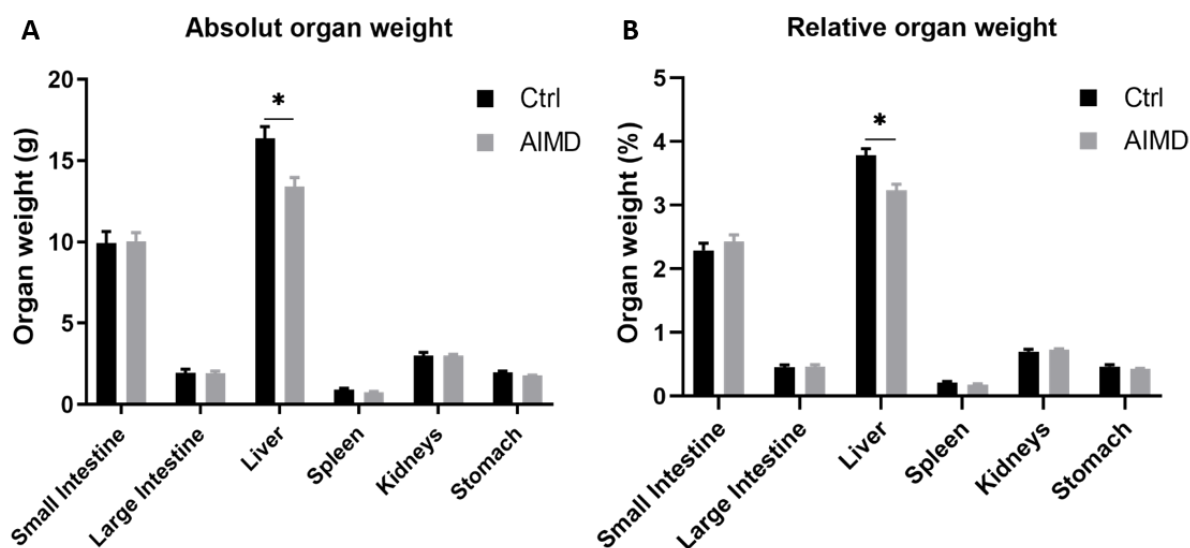 A
Absolut organ weight
Organ weight (g)
20
15
10
5
0
*
Ctrl
AIMD
Small Intestine
Large Intestine
Liver
Spleen
Kidneys
Stomach
B
Relative organ weight
Organ weight (%)
5
4
3
2
1
0
*
Ctrl
AIMD
Small Intestine
Large Intestine
Liver
Spleen
Kidneys
Stomach